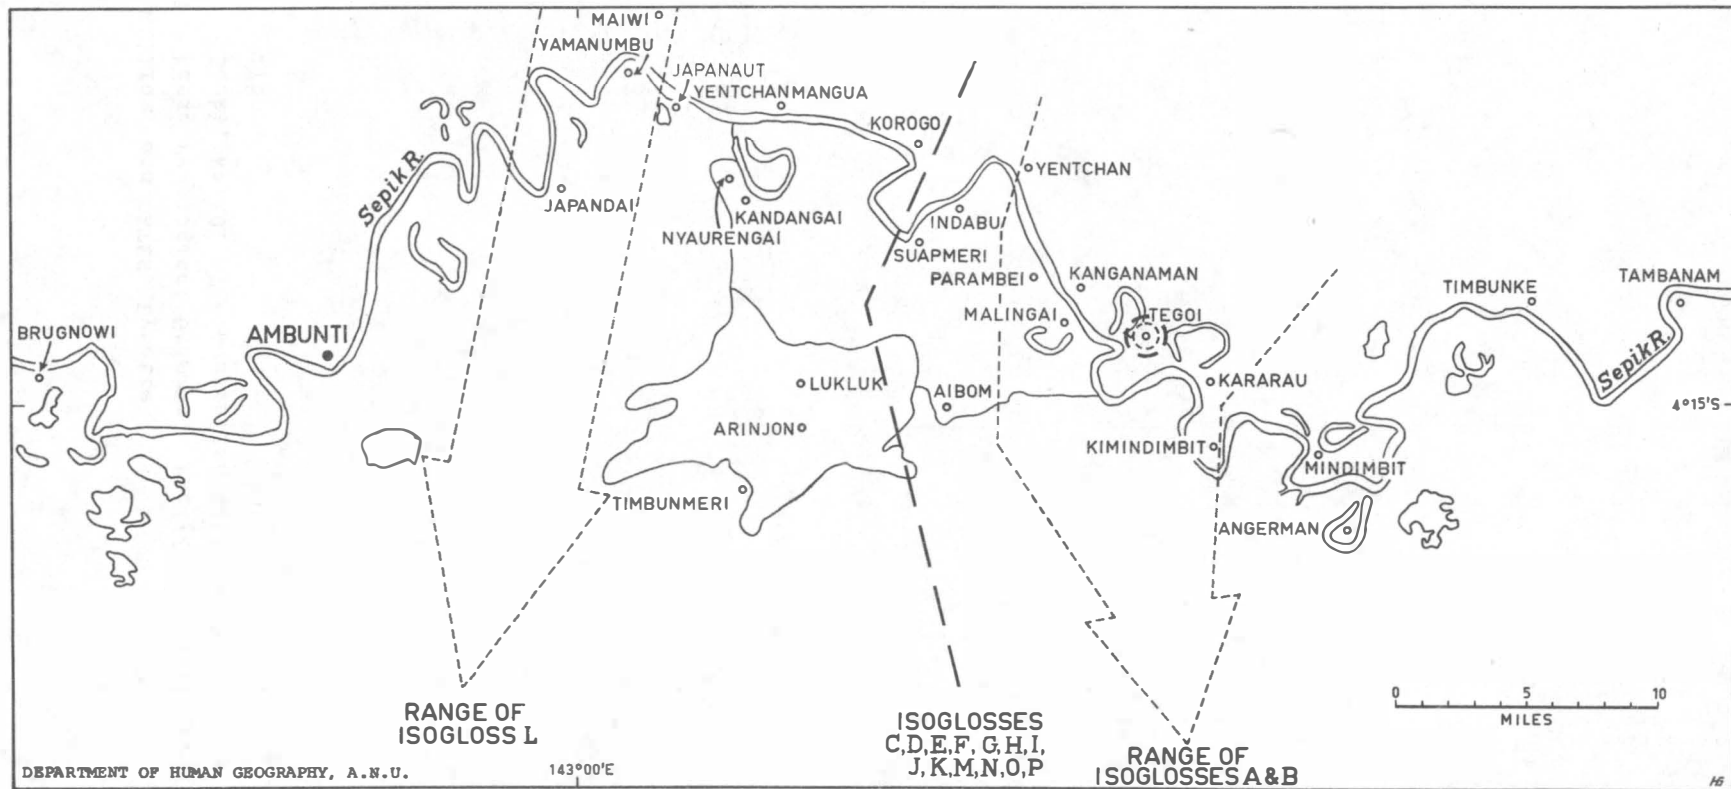 MAIWI
YAMANUMBU
JAPANAUT
YENTCHANMANGUA
KOROGO
YENTCHAN
Sepik R.
JAPANDAI
KANDANGAI
NYAURENGAI
INDABU
SUAPMERI
PARAMBEI
KANGANAMAN
TIMBUNKE
TAMBANAM
BRUGNOWI
AMBUNTI
MALINGAI
TEGOI
Sepik R.
LUKLUK
AIBOM
KARARAU
4°15'S
ARINJON
KIMINDIMBIT
MINDIMBIT
TIMBUNMERI
ANGERMAN
0 5 10
MILES
RANGE OF
ISOGLOSS L
ISOGLOSSES
C,D,E,F,G,H,I,
J,K,M,N,O,P
RANGE OF
ISOGLOSSES A & B
DEPARTMENT OF HUMAN GEOGRAPHY, A.N.U.
143°00'E